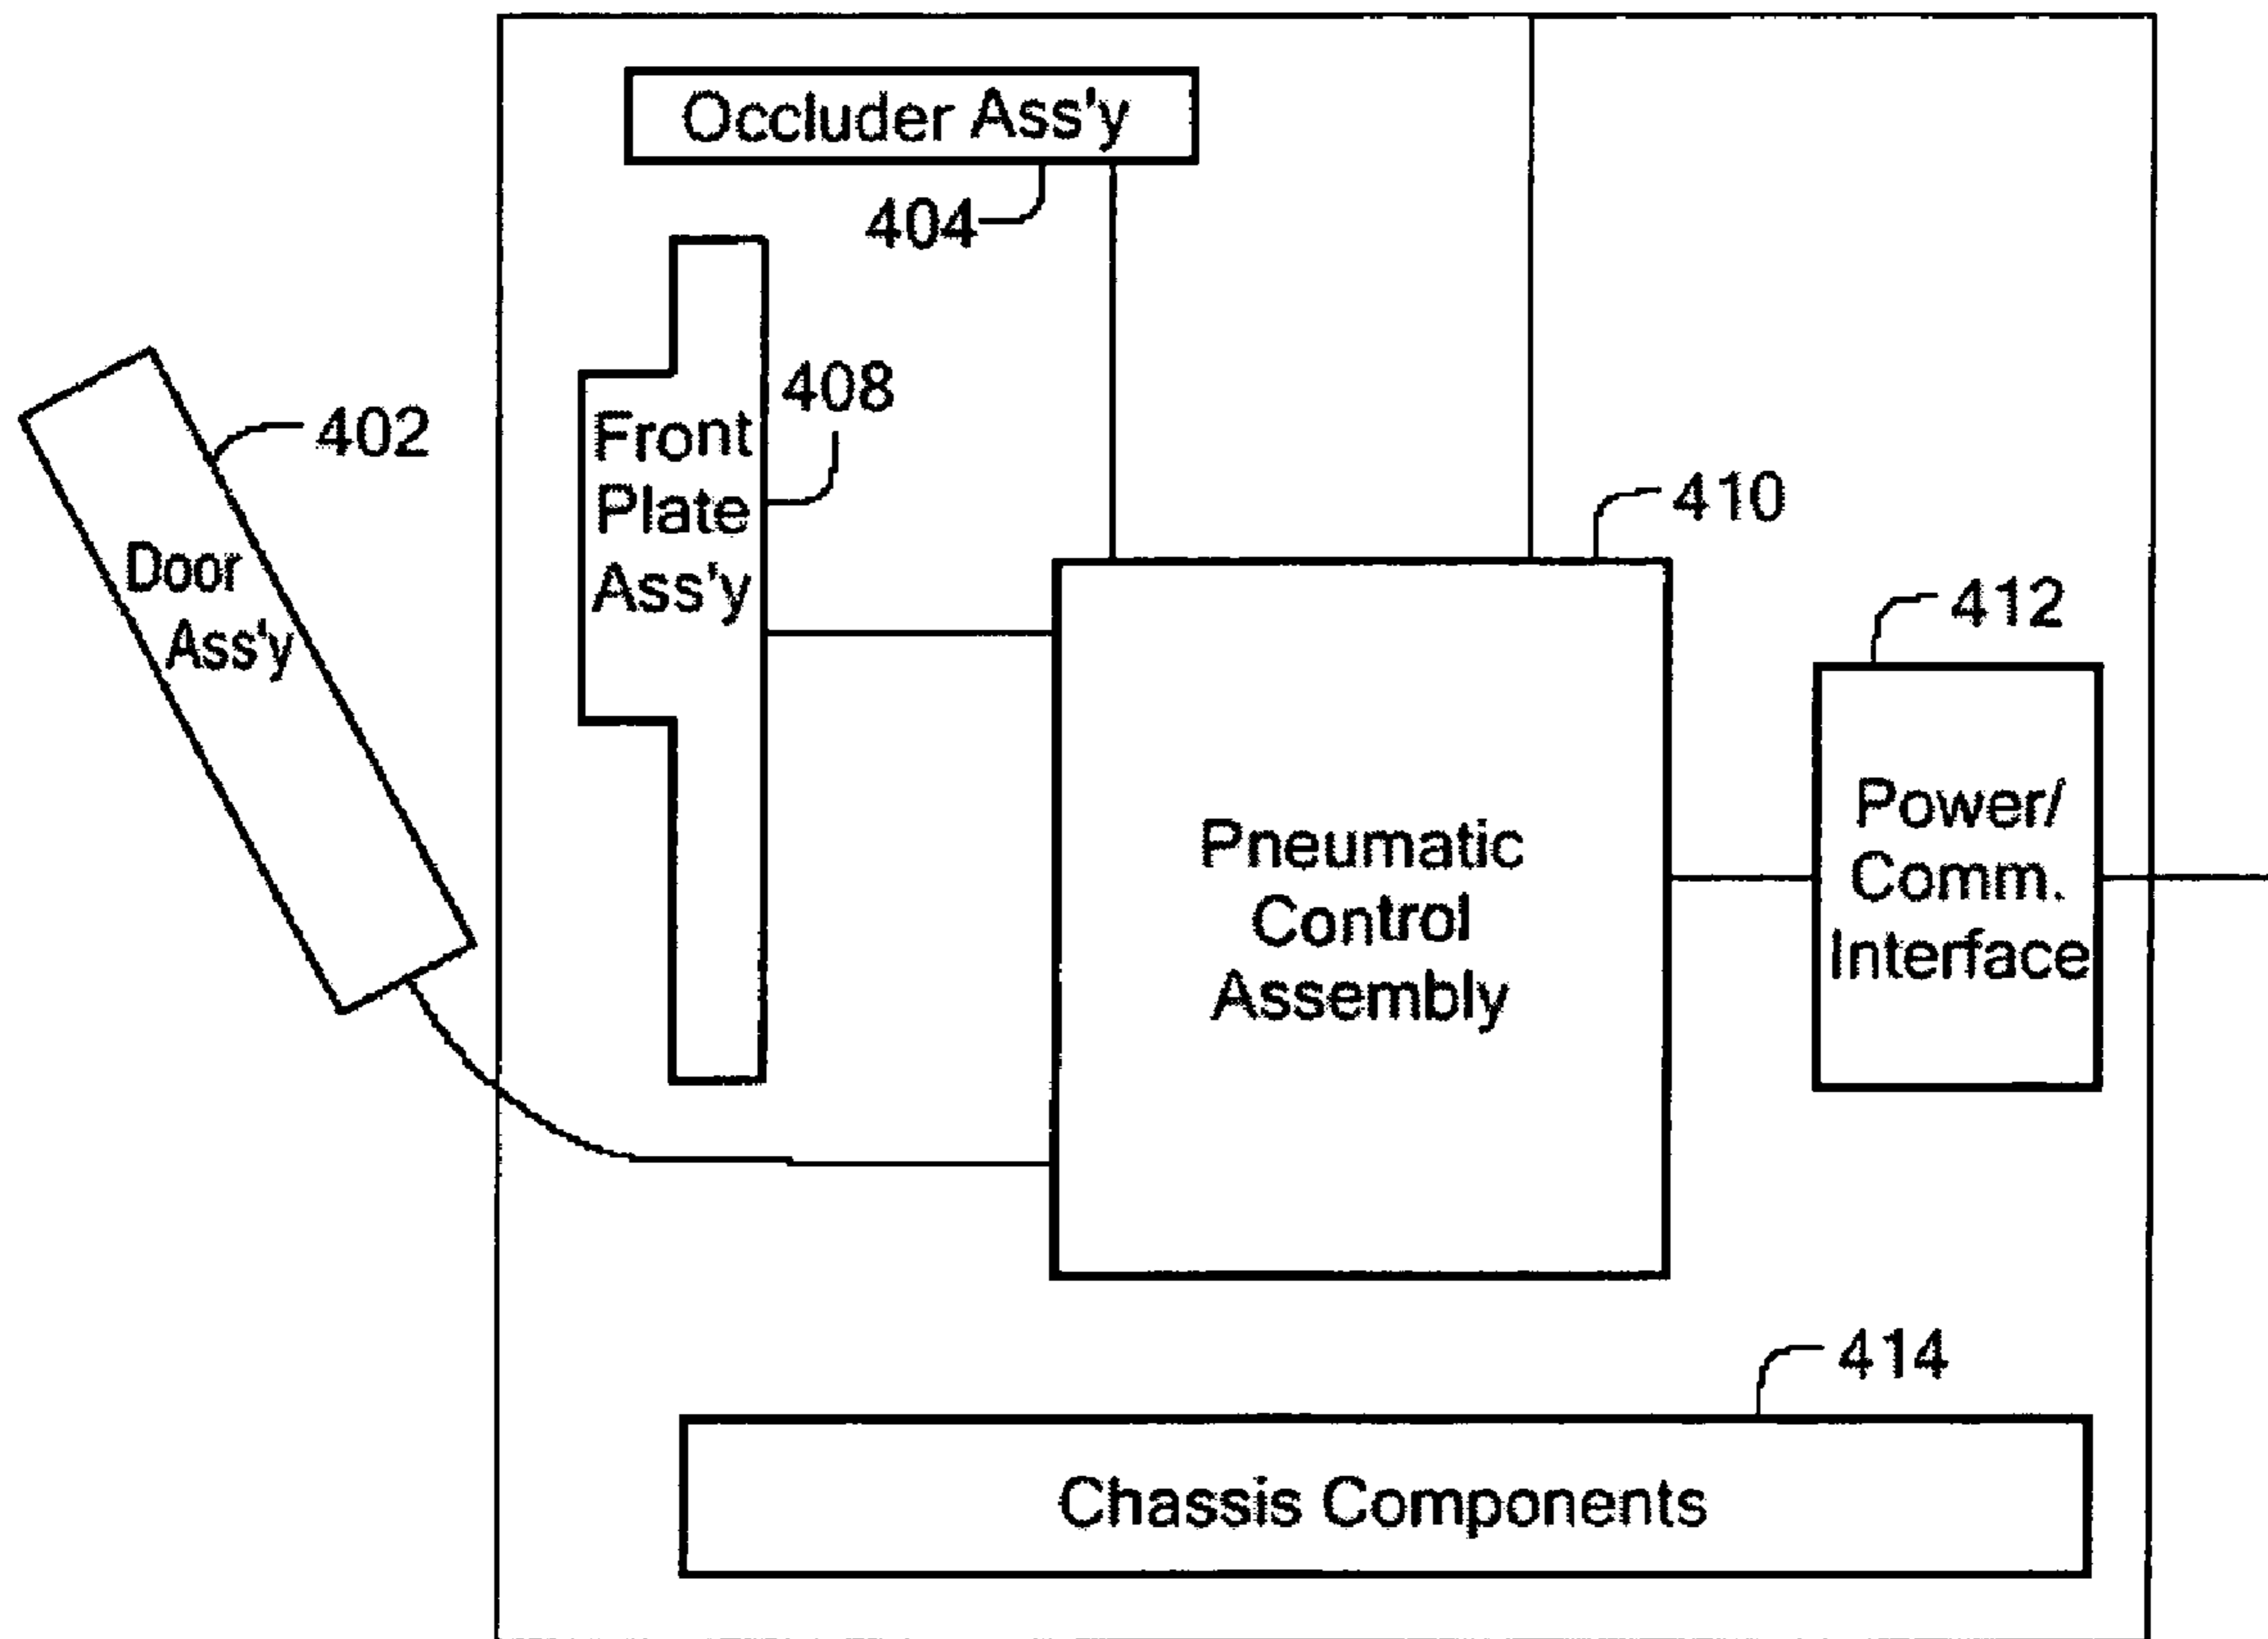 Occluder Ass'y
404
408
402
Front
Plate
Ass'y
410
Door
Ass'y
412
Power/
Comm.
Interface
Pneumatic
Control
Assembly
414
Chassis Components